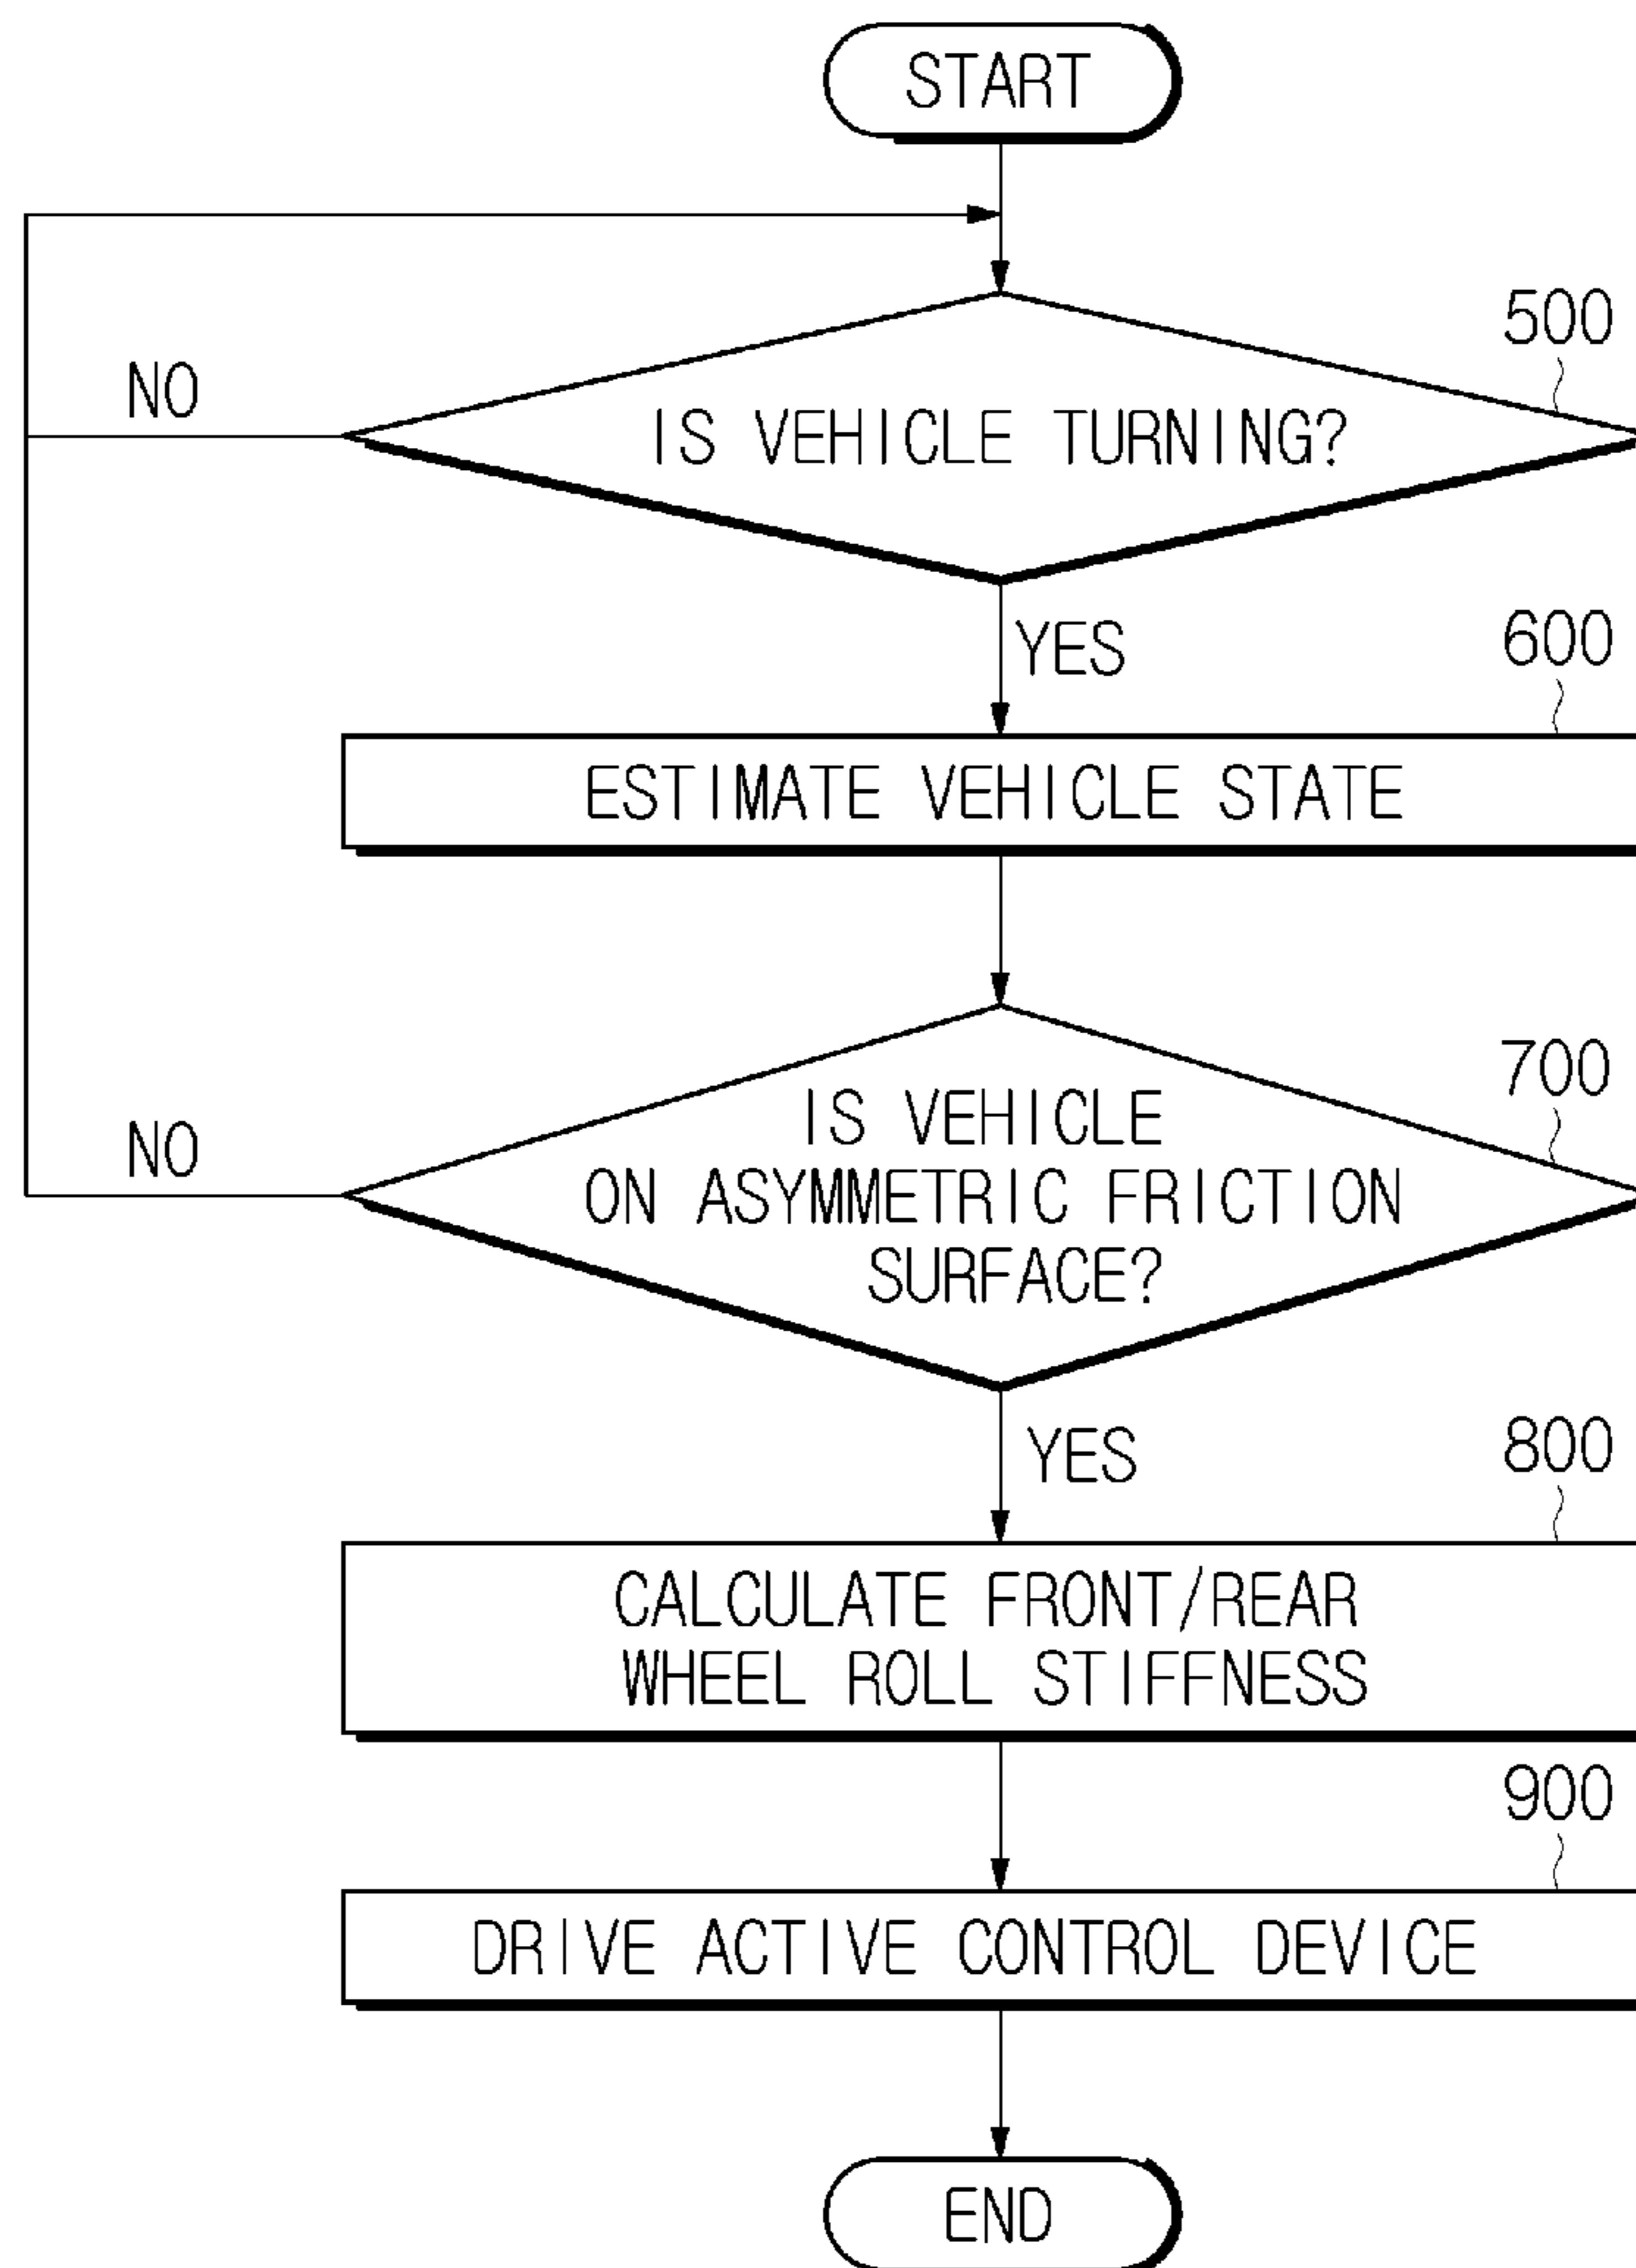 START
500
NO
IS VEHICLE TURNING?
YES
600
ESTIMATE VEHICLE STATE
700
IS VEHICLE
NO
ON ASYMMETRIC FRICTION
SURFACE?
YES
800
CALCULATE FRONT/REAR
WHEEL ROLL STIFFNESS
900
DRIVE ACTIVE CONTROL DEVICE
END